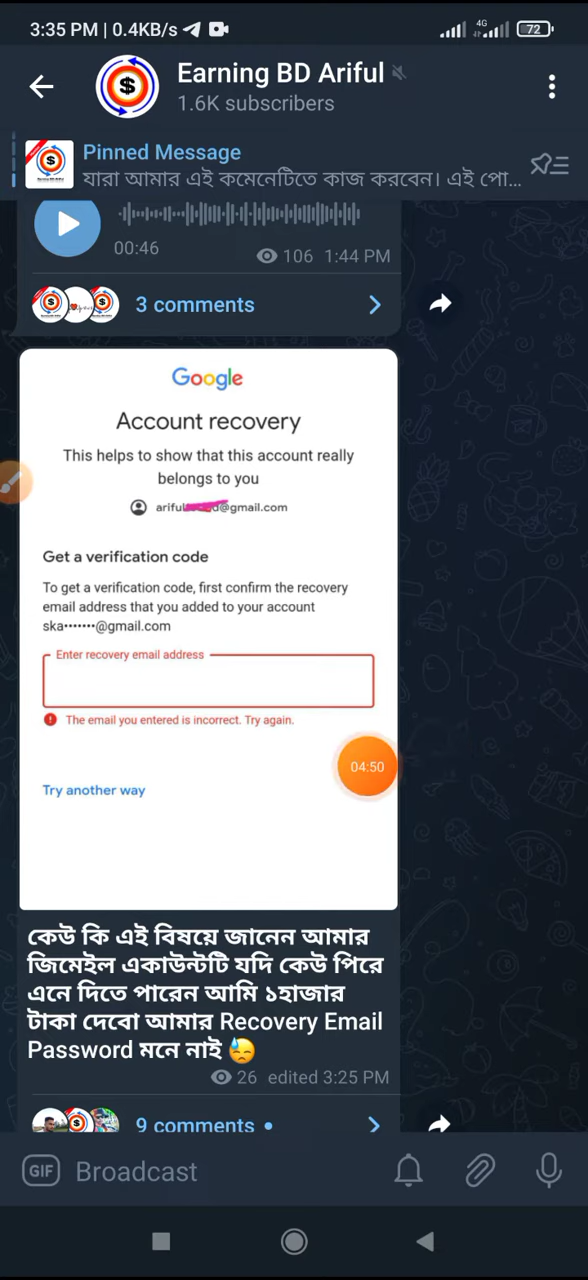 3:35 PM | 0.4KB/s
4G
72
Earning BD Ariful
1.6K subscribers
Pinned Message
যারা আমার এই কমেনেটিতে কাজ করবেন। এই পো...
00:46
106 1:44 PM
3 comments
Google
Account recovery
This helps to show that this account really
belongs to you
ariful d@gmail.com
Get a verification code
To get a verification code, first confirm the recovery
email address that you added to your account
ska•••••••@gmail.com
Enter recovery email address
The email you entered is incorrect. Try again.
04:50
Try another way
কেউ কি এই বিষয়ে জানেন আমার
জিমেইল একাউন্টটি যদি কেউ পিরে
এনে দিতে পারেন আমি ১হাজার
টাকা দেবো আমার Recovery Email
Password মনে নাই 😓
26 edited 3:25 PM
9 comments
GIF Broadcast